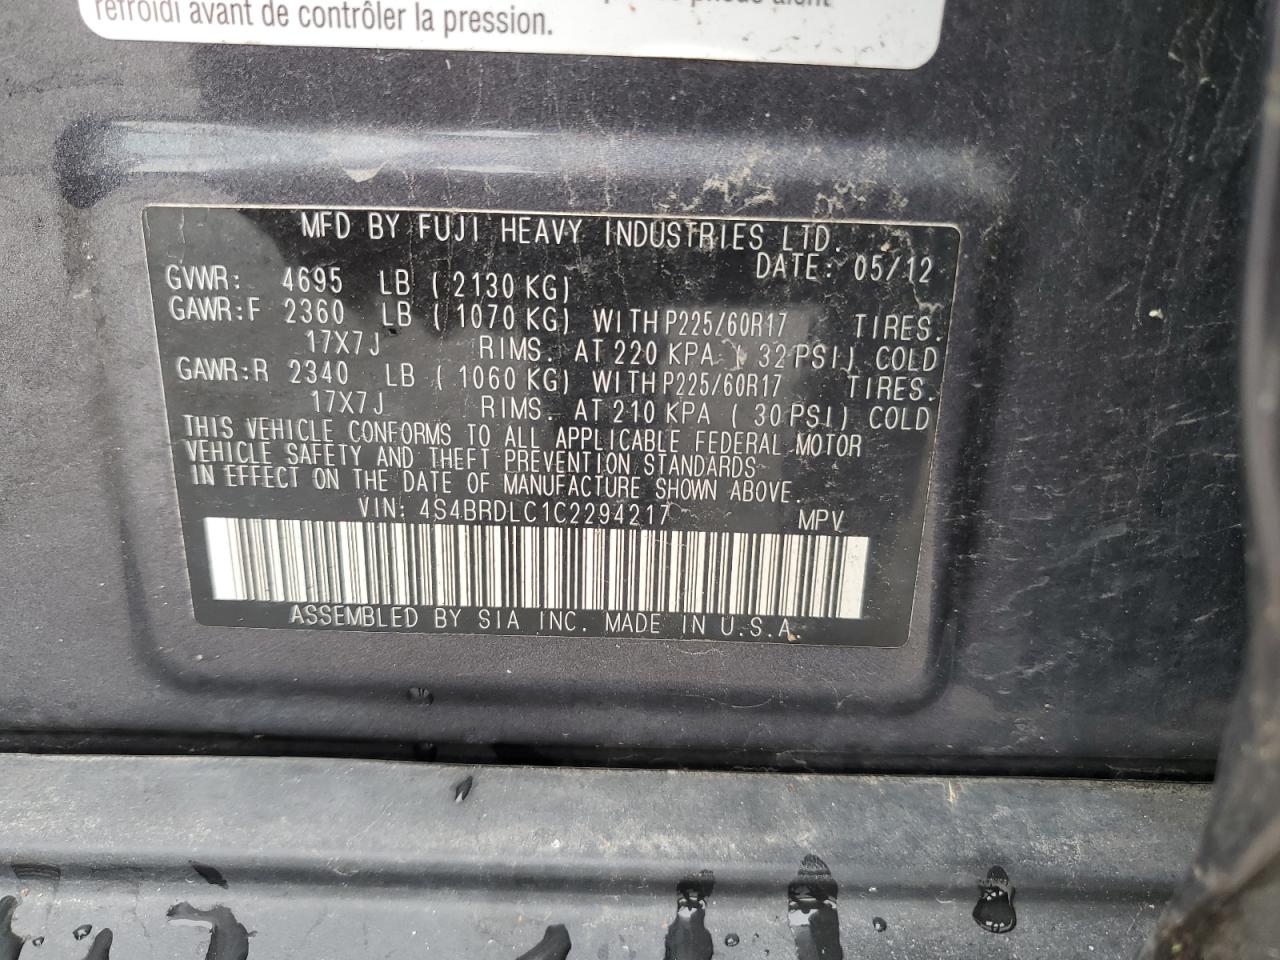 refroidi avant de contrôler la pression.
MFD BY FUJI HEAVY INDUSTRIES LTD.
DATE: 05/12
GVWR: 4695 LB ( 2130 KG)
GAWR:F 2360 LB ( 1070 KG) WITH P225/60R17 TIRES.
17X7J RIMS. AT 220 KPA ( 32 PSI) COLD
GAWR:R 2340 LB ( 1060 KG) WITH P225/60R17 TIRES.
17X7J RIMS. AT 210 KPA ( 30 PSI) COLD
THIS VEHICLE CONFORMS TO ALL APPLICABLE FEDERAL MOTOR
VEHICLE SAFETY AND THEFT PREVENTION STANDARDS
IN EFFECT ON THE DATE OF MANUFACTURE SHOWN ABOVE.
VIN: 4S4BRDLC1C2294217 MPV
ASSEMBLED BY SIA INC. MADE IN U.S.A.